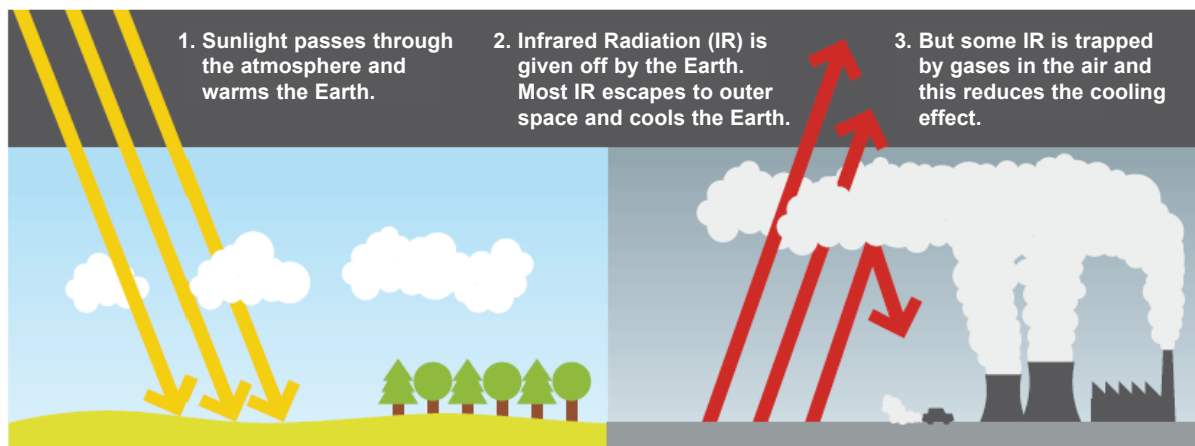 1. Sunlight passes through
the atmosphere and
warms the Earth.
2. Infrared Radiation (IR) is
given off by the Earth.
Most IR escapes to outer
space and cools the Earth.
3. But some IR is trapped
by gases in the air and
this reduces the cooling
effect.